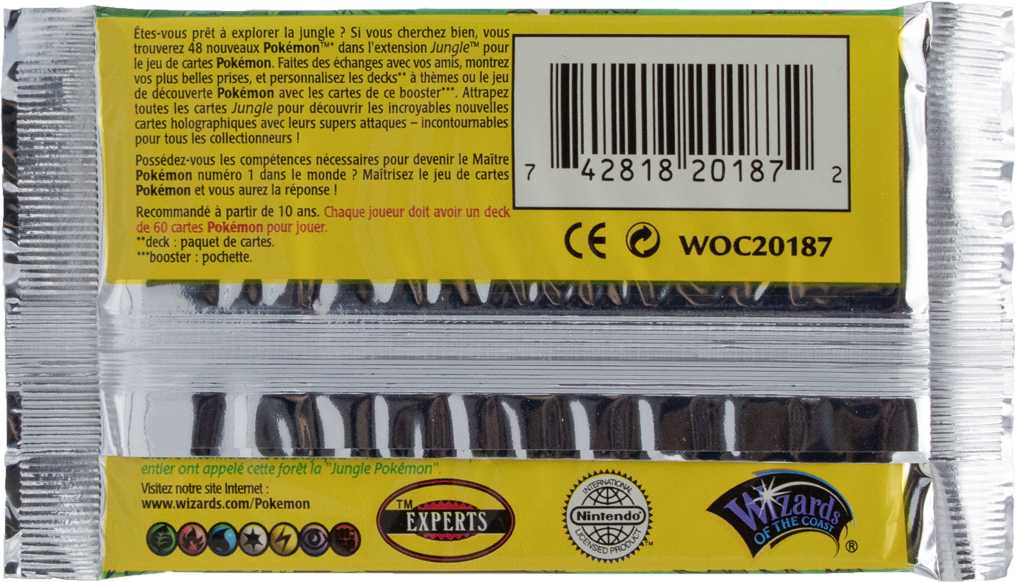 Êtes-vous prêt à explorer la jungle ? Si vous cherchez bien, vous
trouverez 48 nouveaux Pokémon™* dans l'extension Jungle™ pour
le jeu de cartes Pokémon. Faites des échanges avec vos amis, montrez
vos plus belles prises, et personnalisez les decks** à thèmes ou le jeu
de découverte Pokémon avec les cartes de ce booster***. Attrapez
toutes les cartes Jungle pour découvrir les incroyables nouvelles
cartes holographiques avec leurs supers attaques – incontournables
pour tous les collectionneurs !
Possédez-vous les compétences nécessaires pour devenir le Maître
Pokémon numéro 1 dans le monde ? Maîtrisez le jeu de cartes
Pokémon et vous aurez la réponse !
Recommandé à partir de 10 ans. Chaque joueur doit avoir un deck
de 60 cartes Pokémon pour jouer.
**deck : paquet de cartes.
***booster : pochette.
7 42818 20187 2
CE WOC20187
entier ont appelé cette forêt la "Jungle Pokémon".
Visitez notre site Internet :
www.wizards.com/Pokemon
TM
EXPERTS
INTERNATIONAL
Nintendo®
LICENSED PRODUCT
™
Wizards
OF THE COAST
®